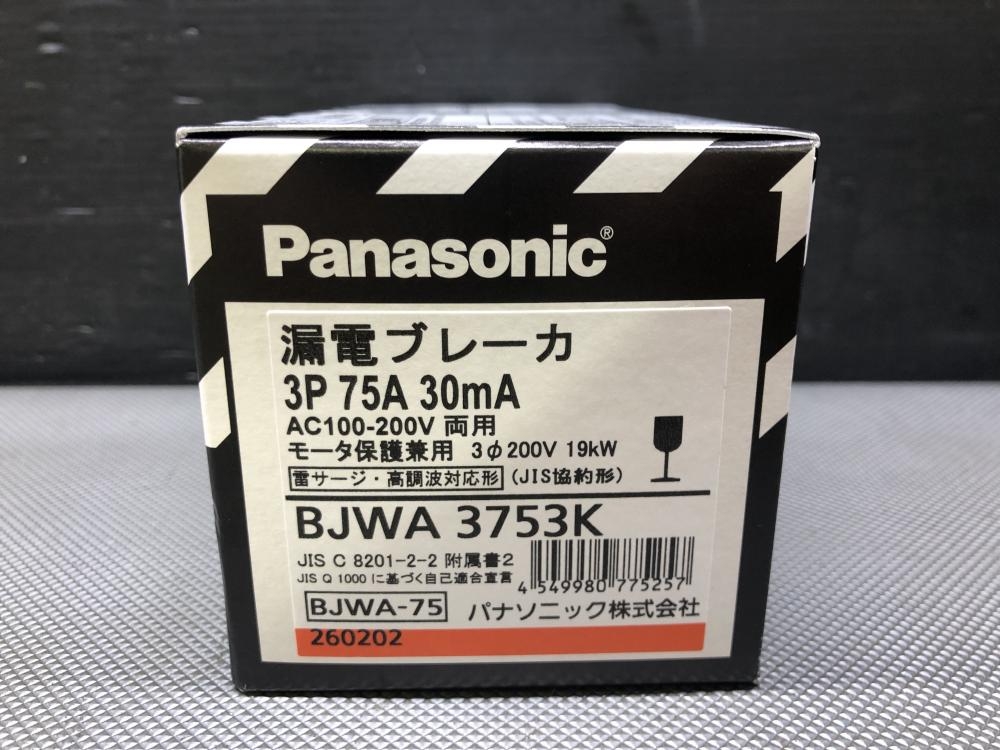 Panasonic®
漏電ブレーカ
3P 75A 30mA
AC100-200V 両用
モータ保護兼用 3φ200V 19kW
雷サージ・高調波対応形 (JIS協約形)
BJWA 3753K
JIS C 8201-2-2 附属書2
JIS Q 1000 に基づく自己適合宣言
4 549980 775257
BJWA-75 パナソニック株式会社
260202